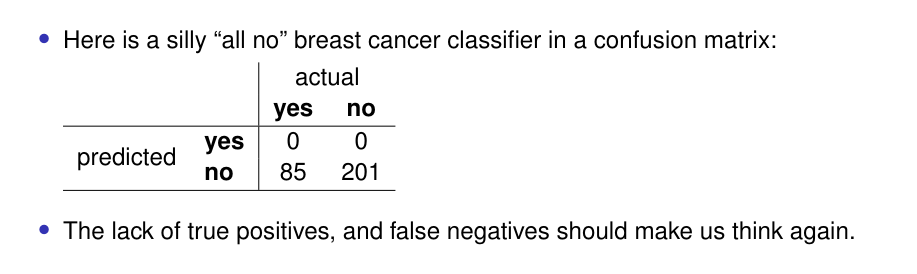 • Here is a silly “all no” breast cancer classifier in a confusion matrix:
actual
yes no
predicted yes 0 0
no 85 201
• The lack of true positives, and false negatives should make us think again.